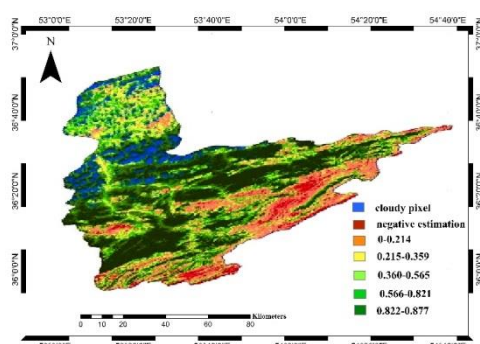 53°0'0"E 53°20'0"E 53°40'0"E 54°0'0"E 54°20'0"E 54°40'0"E
37°0'0"N
N
36°40'0"N
36°20'0"N
36°0'0"N
cloudy pixel
negative estimation
0-0.214
0.215-0.359
0.360-0.565
0.566-0.821
0.822-0.877
Kilometers
0 10 20 40 60 80